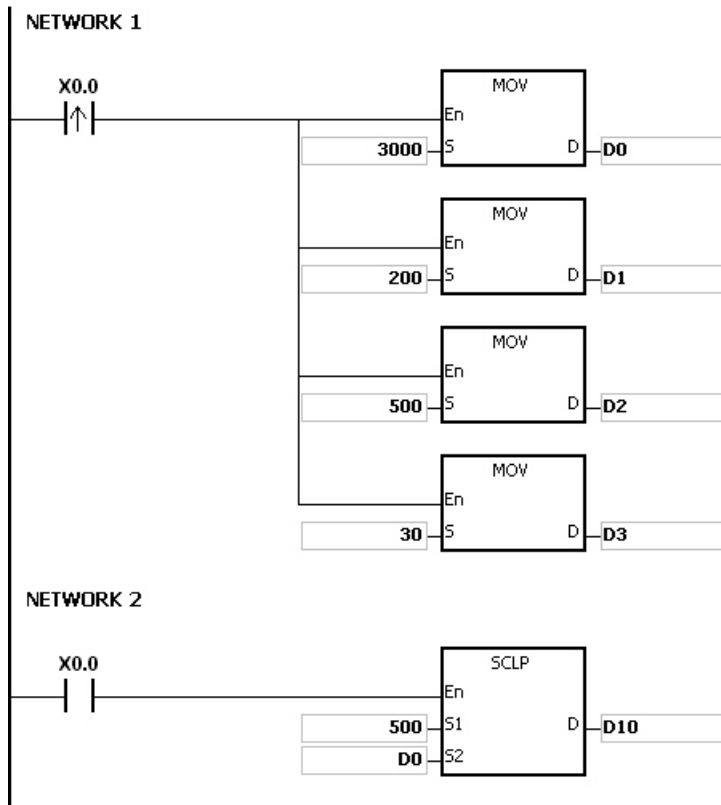 NETWORK 1
X0.0
MOV
En
3000 S D D0
MOV
En
200 S D D1
MOV
En
500 S D D2
MOV
En
30 S D D3
NETWORK 2
X0.0
SCLP
En
500 S1 D D10
D0 S2